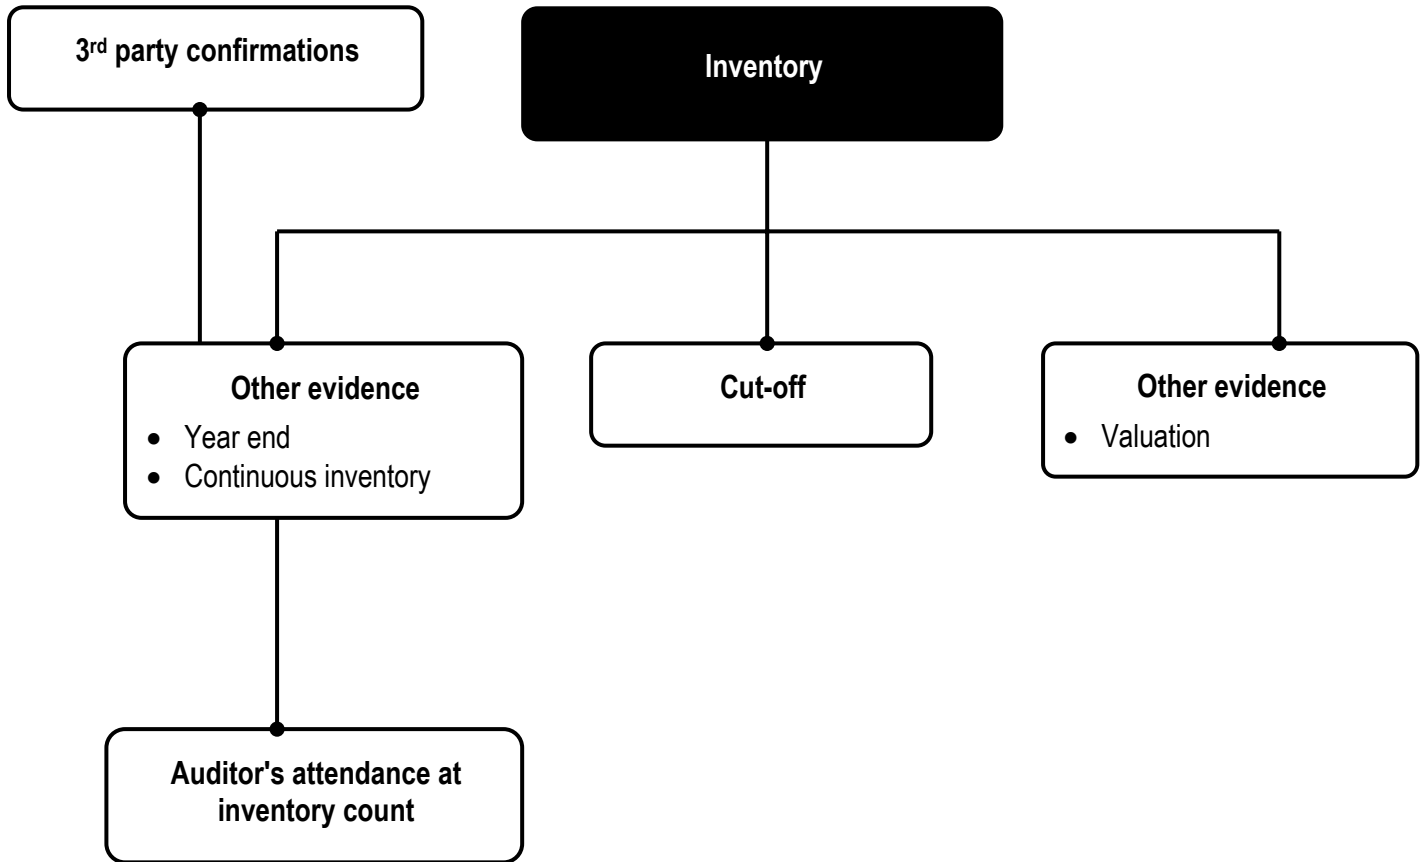 3rd party confirmations
Inventory
Other evidence
• Year end
• Continuous inventory
Cut-off
Other evidence
• Valuation
Auditor's attendance at
inventory count